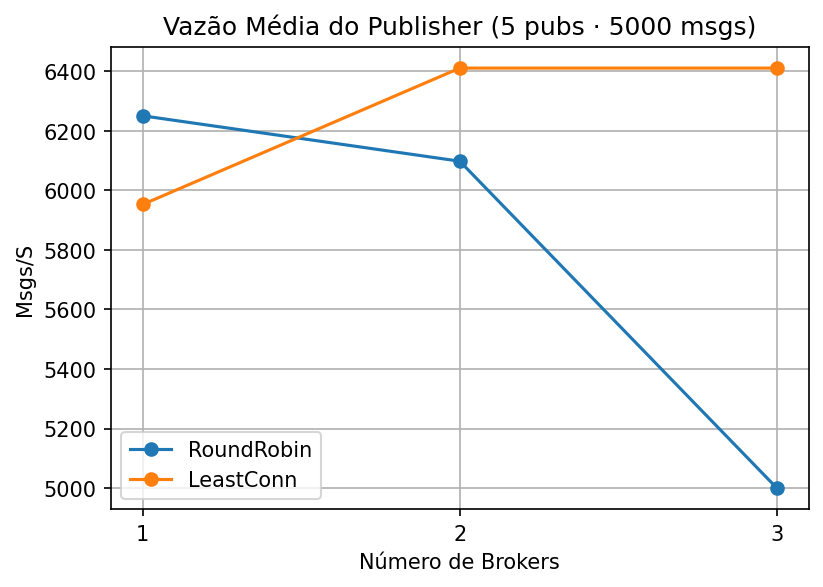 Vazão Média do Publisher (5 pubs · 5000 msgs)
Msgs/S
6400
6200
6000
5800
5600
5400
5200
5000
RoundRobin
LeastConn
1 2 3
Número de Brokers